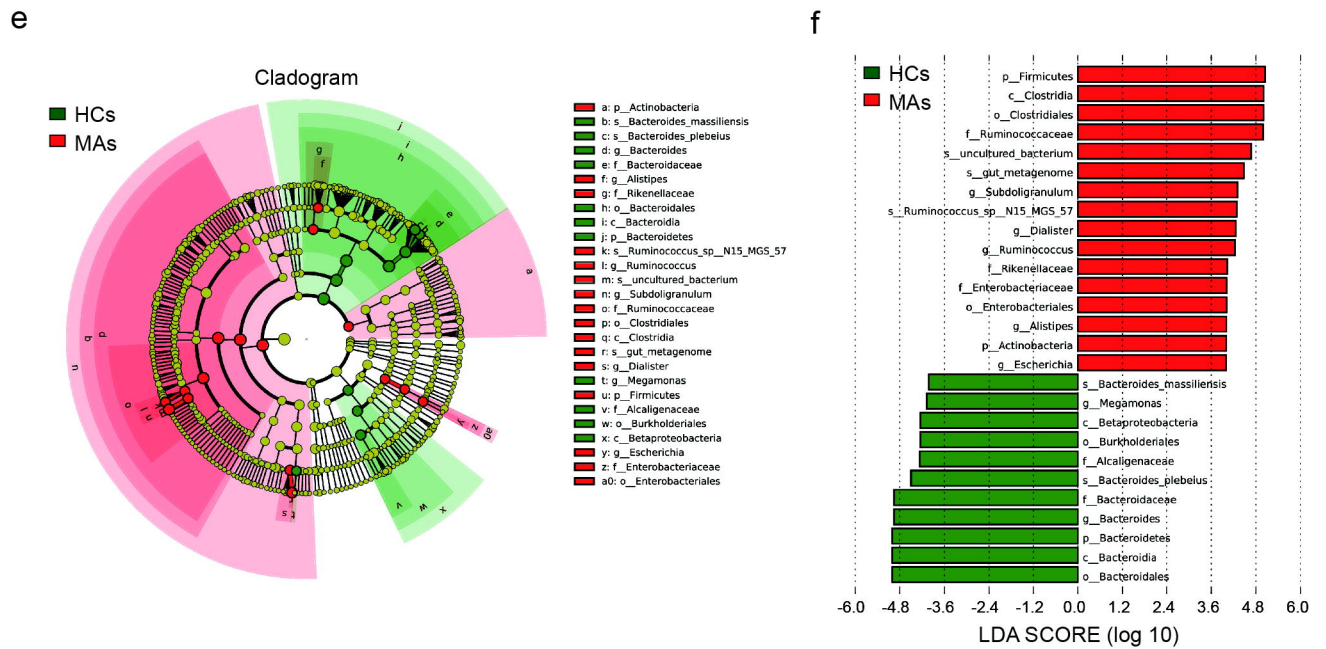 e
Cladogram
HCs
MAs
j
i
h
g
f
e
d
a
n
b
d
o
n
l
t
s
r
v
w
x
y
z
a0
a: p__Actinobacteria
b: s__Bacteroides_massiliensis
c: s__Bacteroides_plebeius
d: g__Bacteroides
e: f__Bacteroidaceae
f: g__Alistipes
g: f__Rikenellaceae
h: o__Bacteroidales
i: c__Bacteroidia
j: p__Bacteroidetes
k: s__Ruminococcus_sp__N15_MGS_57
l: g__Ruminococcus
m: s__uncultured_bacterium
n: g__Subdoligranulum
o: f__Ruminococcaceae
p: o__Clostridiales
q: c__Clostridia
r: s__gut_metagenome
s: g__Dialister
t: g__Megamonas
u: p__Firmicutes
v: f__Alcaligenaceae
w: o__Burkholderiales
x: c__Betaproteobacteria
y: g__Escherichia
z: f__Enterobacteriaceae
a0: o__Enterobacteriales
f
HCs
MAs
p__Firmicutes
c__Clostridia
o__Clostridiales
f__Ruminococcaceae
s__uncultured_bacterium
s__gut_metagenome
g__Subdoligranulum
s__Ruminococcus_sp__N15_MGS_57
g__Dialister
g__Ruminococcus
f__Rikenellaceae
f__Enterobacteriaceae
o__Enterobacteriales
g__Alistipes
p__Actinobacteria
g__Escherichia
s__Bacteroides_massiliensis
g__Megamonas
c__Betaproteobacteria
o__Burkholderiales
f__Alcaligenaceae
s__Bacteroides_plebeius
f__Bacteroidaceae
g__Bacteroides
p__Bacteroidetes
c__Bacteroidia
o__Bacteroidales
-6.0 -4.8 -3.6 -2.4 -1.2 0.0 1.2 2.4 3.6 4.8 6.0
LDA SCORE (log 10)